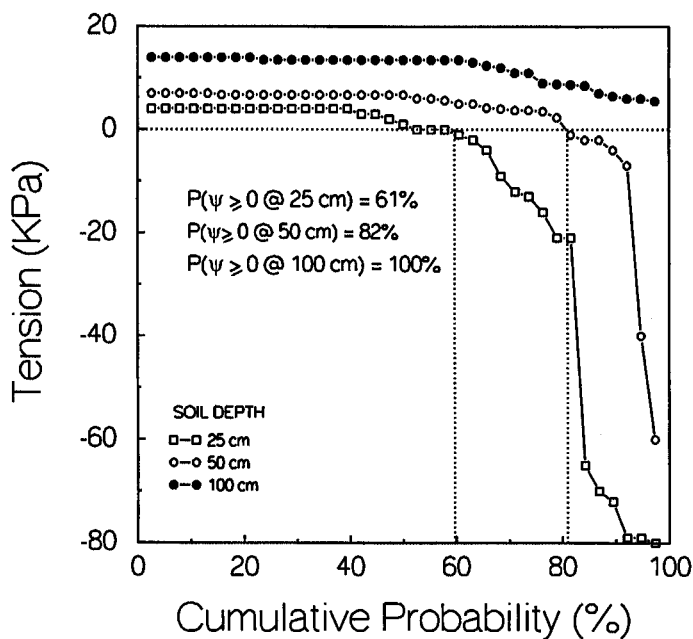 20
0
-20
-40
-60
-80
Tension (KPa)
P(ψ ⩾ 0 @ 25 cm) = 61%
P(ψ ⩾ 0 @ 50 cm) = 82%
P(ψ ⩾ 0 @ 100 cm) = 100%
SOIL DEPTH
25 cm
50 cm
100 cm
0 20 40 60 80 100
Cumulative Probability (%)